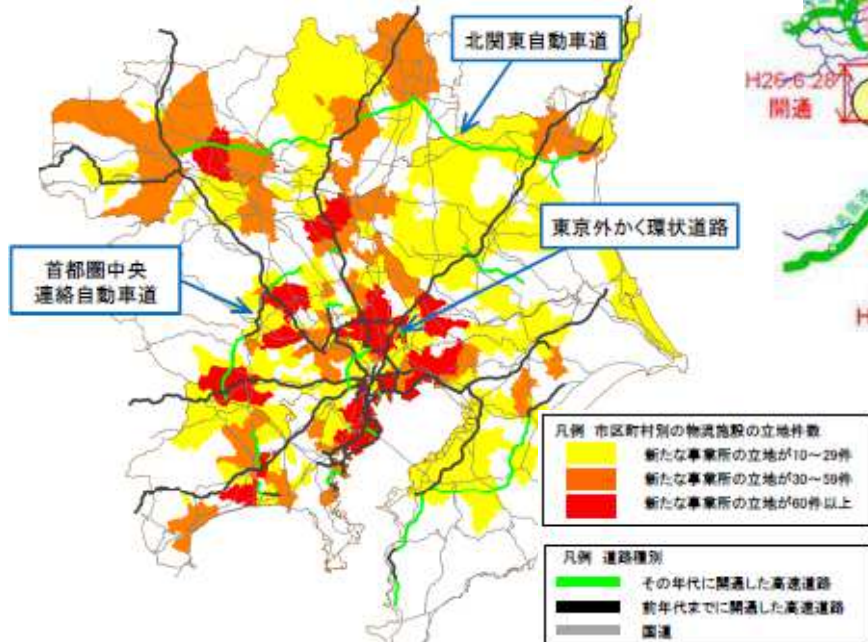 北関東自動車道
H26.6.28
開通
東京外かく環状道路
首都圏中央
連絡自動車道
H
凡例 市区町村別の物流施設の立地件数
新たな事業所の立地が10～29件
新たな事業所の立地が30～59件
新たな事業所の立地が60件以上
凡例 道路種別
その年代に開通した高速道路
前年代までに開通した高速道路
国道